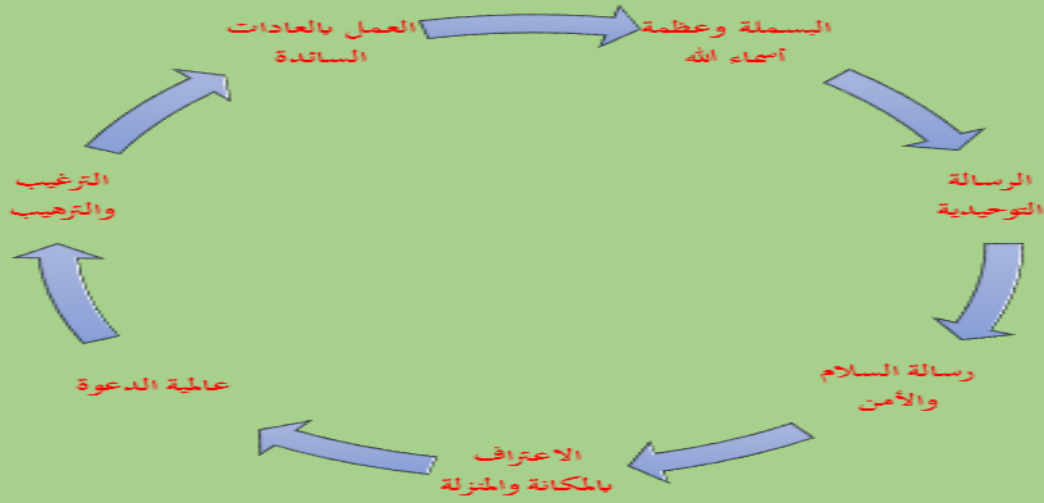 البسملة وعظمة
أسماء الله
الرسالة
التوحيدية
رسالة السلام
والأمن
الاعتراف
بالمكانة والمنزلة
عالمية الدعوة
الترغيب
والترهيب
العمل بالعادات
السائدة